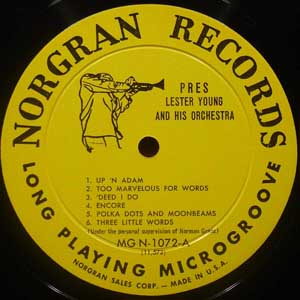 NORGRAN RECORDS
PRES
LESTER YOUNG
AND HIS ORCHESTRA
1. UP 'N ADAM
2. TOO MARVELOUS FOR WORDS
3. 'DEED I DO
4. ENCORE
5. POLKA DOTS AND MOONBEAMS
6. THREE LITTLE WORDS
(Under the personal supervision of Norman Granz)
MG N-1072-A
(11,572)
LONG PLAYING MICROGROOVE
NORGRAN SALES CORP. — MADE IN U.S.A.